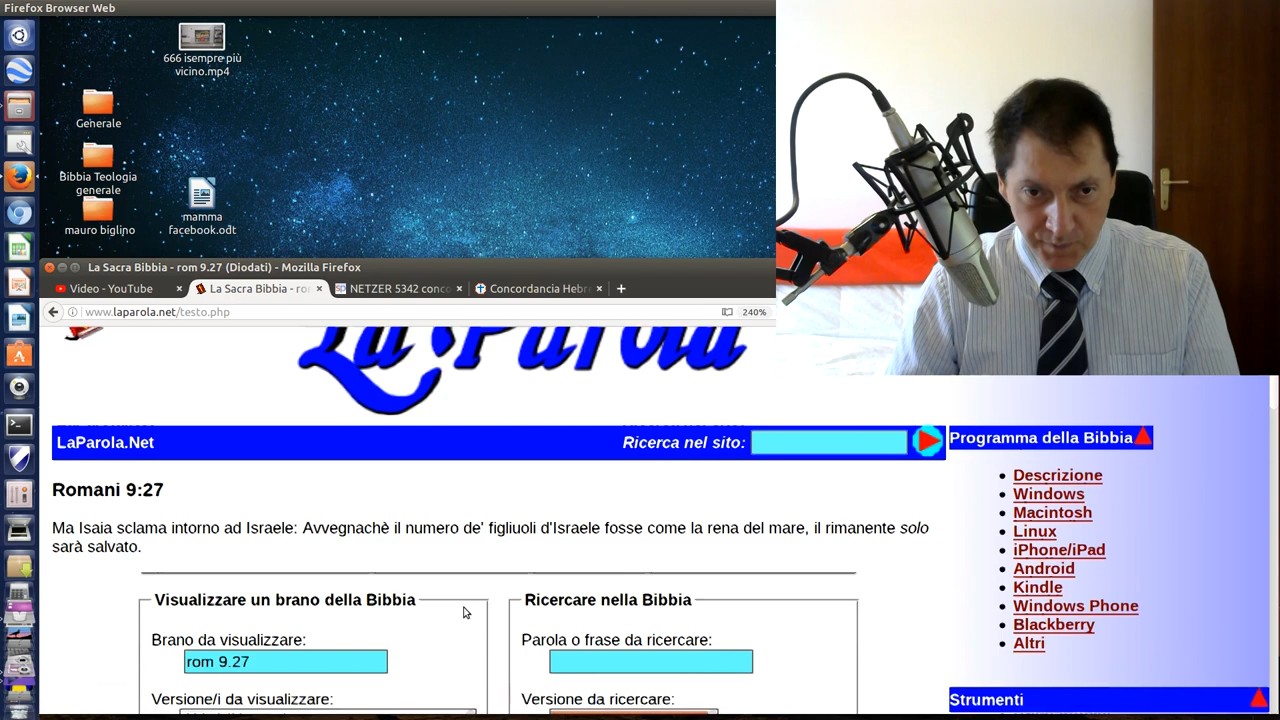 Firefox Browser Web
666 isempre più
vicino.mp4
Generale
Bibbia Teologia
generale
mamma
facebook.odt
mauro biglino
La Sacra Bibbia - rom 9.27 (Diodati) - Mozilla Firefox
Video - YouTube
La Sacra Bibbia - ro
NETZER 5342 conco
Concordancia Hebre
www.laparola.net/testo.php
240%
La Parola
LaParola.Net
Ricerca nel sito:
Programma della Bibbia
Descrizione
Windows
Macintosh
Linux
iPhone/iPad
Android
Kindle
Windows Phone
Blackberry
Altri
Strumenti
Romani 9:27
Ma Isaia sclama intorno ad Israele: Avvegnachè il numero de' figliuoli d'Israele fosse come la rena del mare, il rimanente solo
sarà salvato.
Visualizzare un brano della Bibbia
Brano da visualizzare:
rom 9.27
Versione/i da visualizzare:
Ricercare nella Bibbia
Parola o frase da ricercare:
Versione da ricercare: